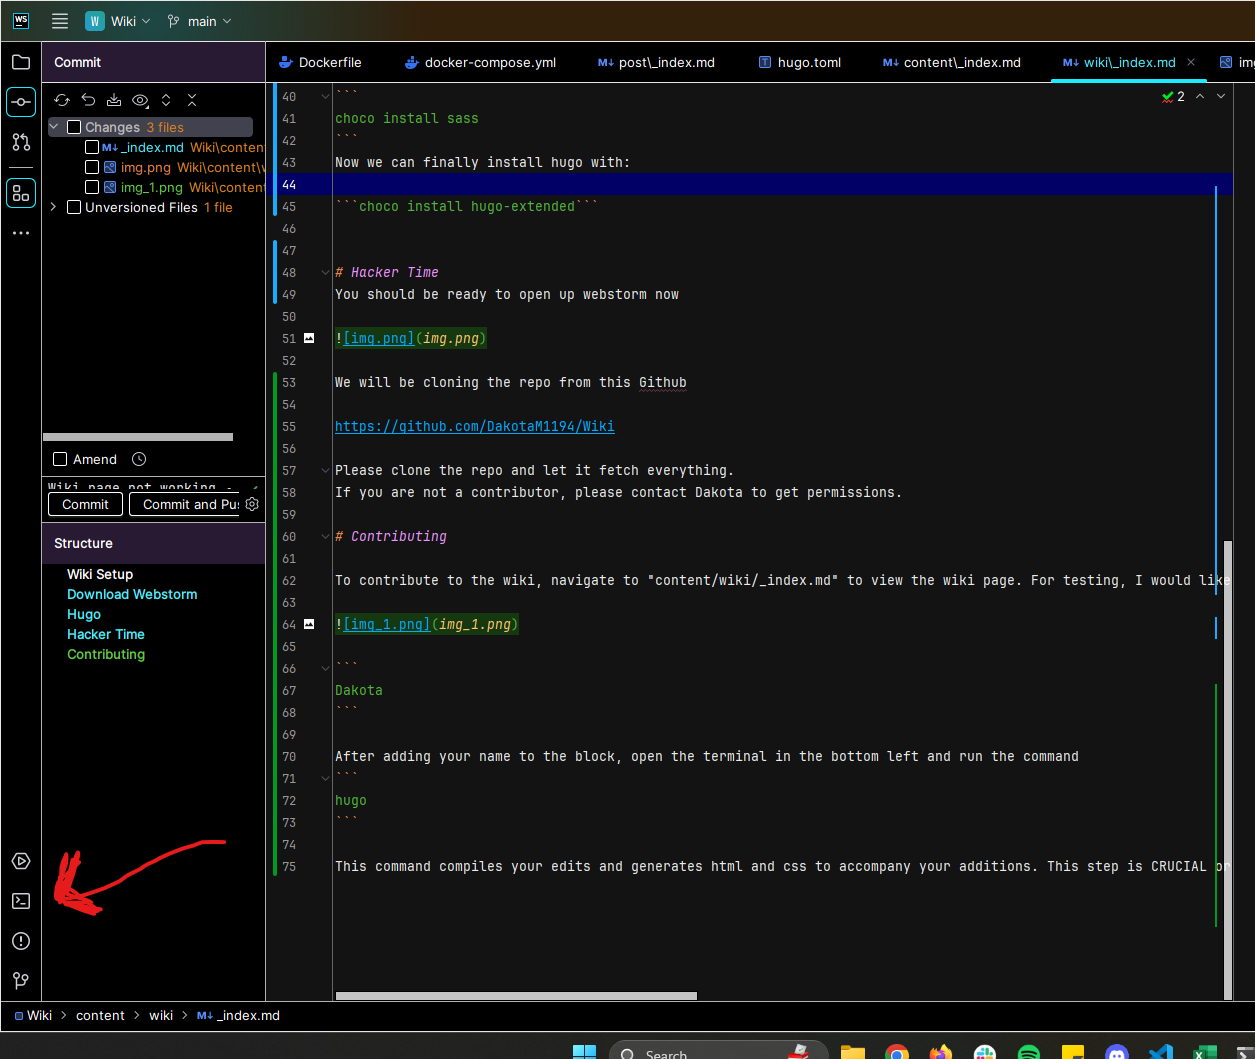 WS W Wiki main
Commit
Dockerfile docker-compose.yml M↓ post\_index.md T hugo.toml M↓ content\_index.md M↓ wiki\_index.md
Changes 3 files
M↓ _index.md Wiki\conten
img.png Wiki\content\
img_1.png Wiki\conten
Unversioned Files 1 file
Amend
Wiki page not working -
Commit Commit and Pus
Structure
Wiki Setup
Download Webstorm
Hugo
Hacker Time
Contributing
2
40 ```
41 choco install sass
42 ```
43 Now we can finally install hugo with:
44
45 ```choco install hugo-extended```
46
47
48 # Hacker Time
49 You should be ready to open up webstorm now
50
51 ![img.png](img.png)
52
53 We will be cloning the repo from this Github
54
55 https://github.com/DakotaM1194/Wiki
56
57 Please clone the repo and let it fetch everything.
58 If you are not a contributor, please contact Dakota to get permissions.
59
60 # Contributing
61
62 To contribute to the wiki, navigate to "content/wiki/_index.md" to view the wiki page. For testing, I would like
63
64 ![img_1.png](img_1.png)
65
66 ```
67 Dakota
68 ```
69
70 After adding your name to the block, open the terminal in the bottom left and run the command
71 ```
72 hugo
73 ```
74
75 This command compiles your edits and generates html and css to accompany your additions. This step is CRUCIAL or
Wiki > content > wiki > M↓ _index.md
Search